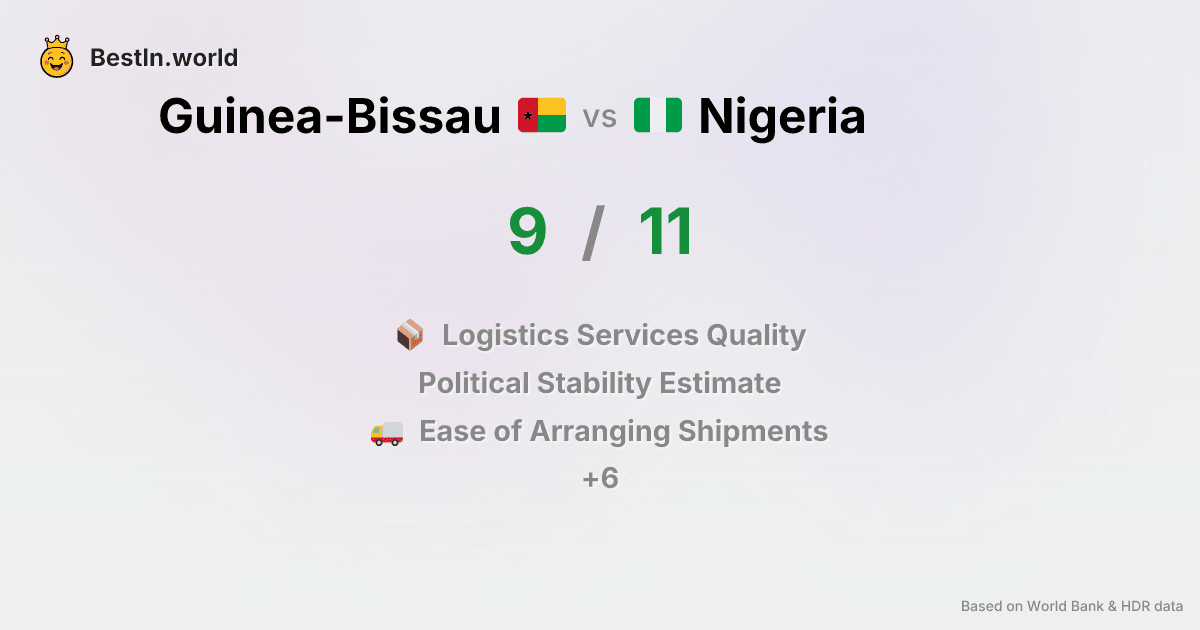 BestIn.world
Guinea-Bissau vs Nigeria
9 / 11
Logistics Services Quality
Political Stability Estimate
Ease of Arranging Shipments
+6
Based on World Bank & HDR data